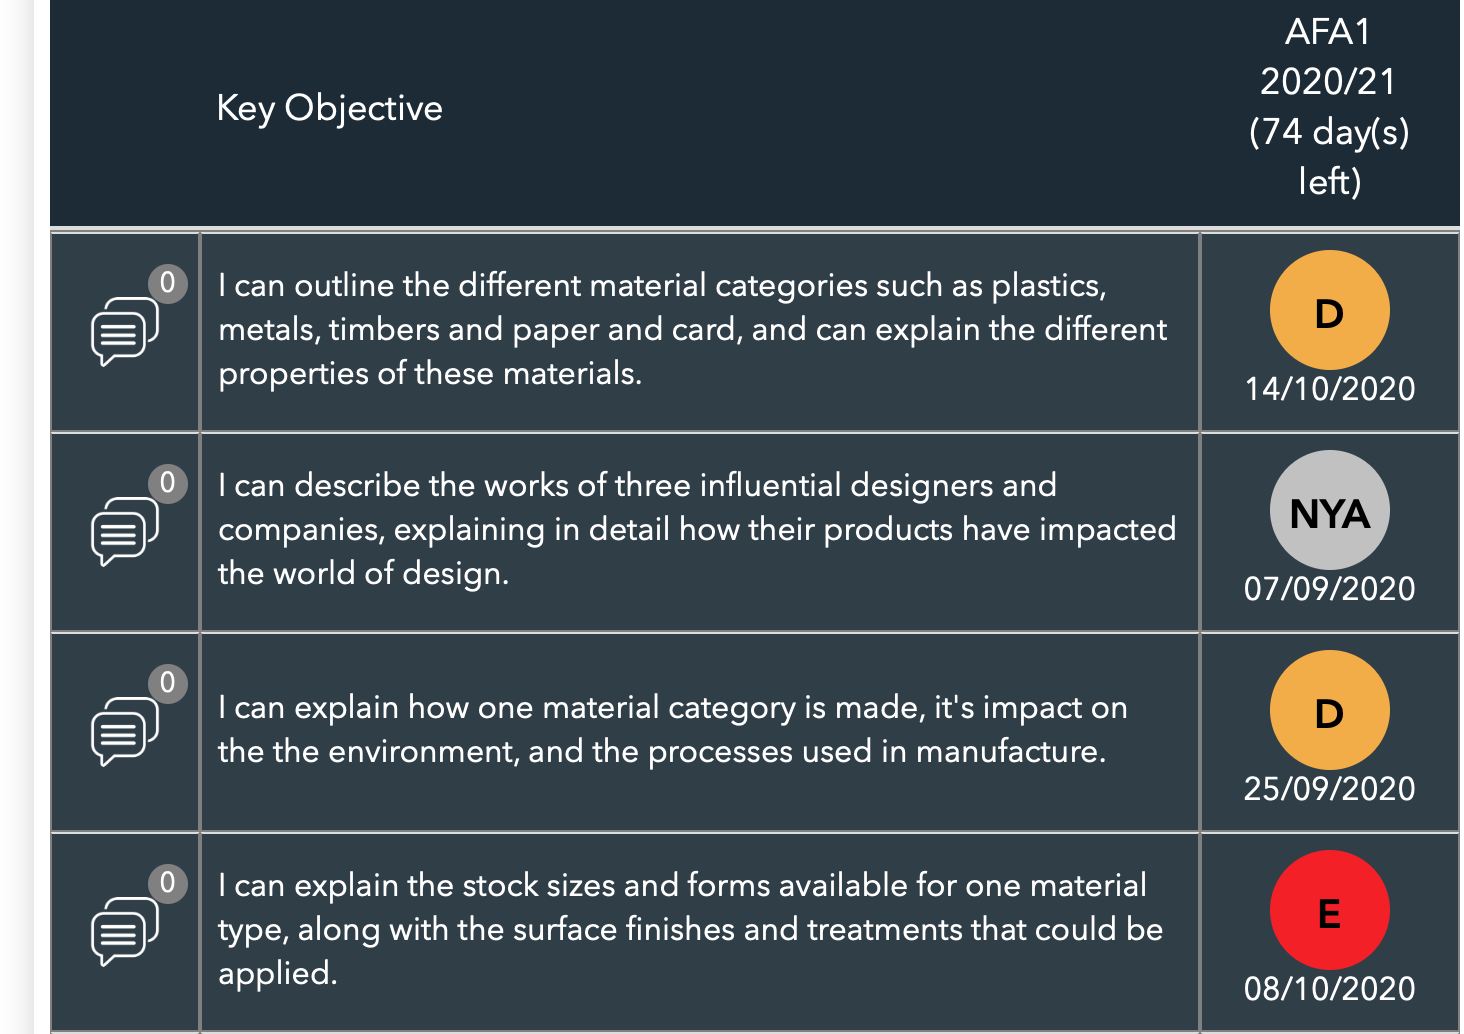 Key Objective
AFA1
2020/21
(74 day(s)
left)
0
I can outline the different material categories such as plastics,
metals, timbers and paper and card, and can explain the different
properties of these materials.
D
14/10/2020
0
I can describe the works of three influential designers and
companies, explaining in detail how their products have impacted
the world of design.
NYA
07/09/2020
0
I can explain how one material category is made, it's impact on
the the environment, and the processes used in manufacture.
D
25/09/2020
0
I can explain the stock sizes and forms available for one material
type, along with the surface finishes and treatments that could be
applied.
E
08/10/2020